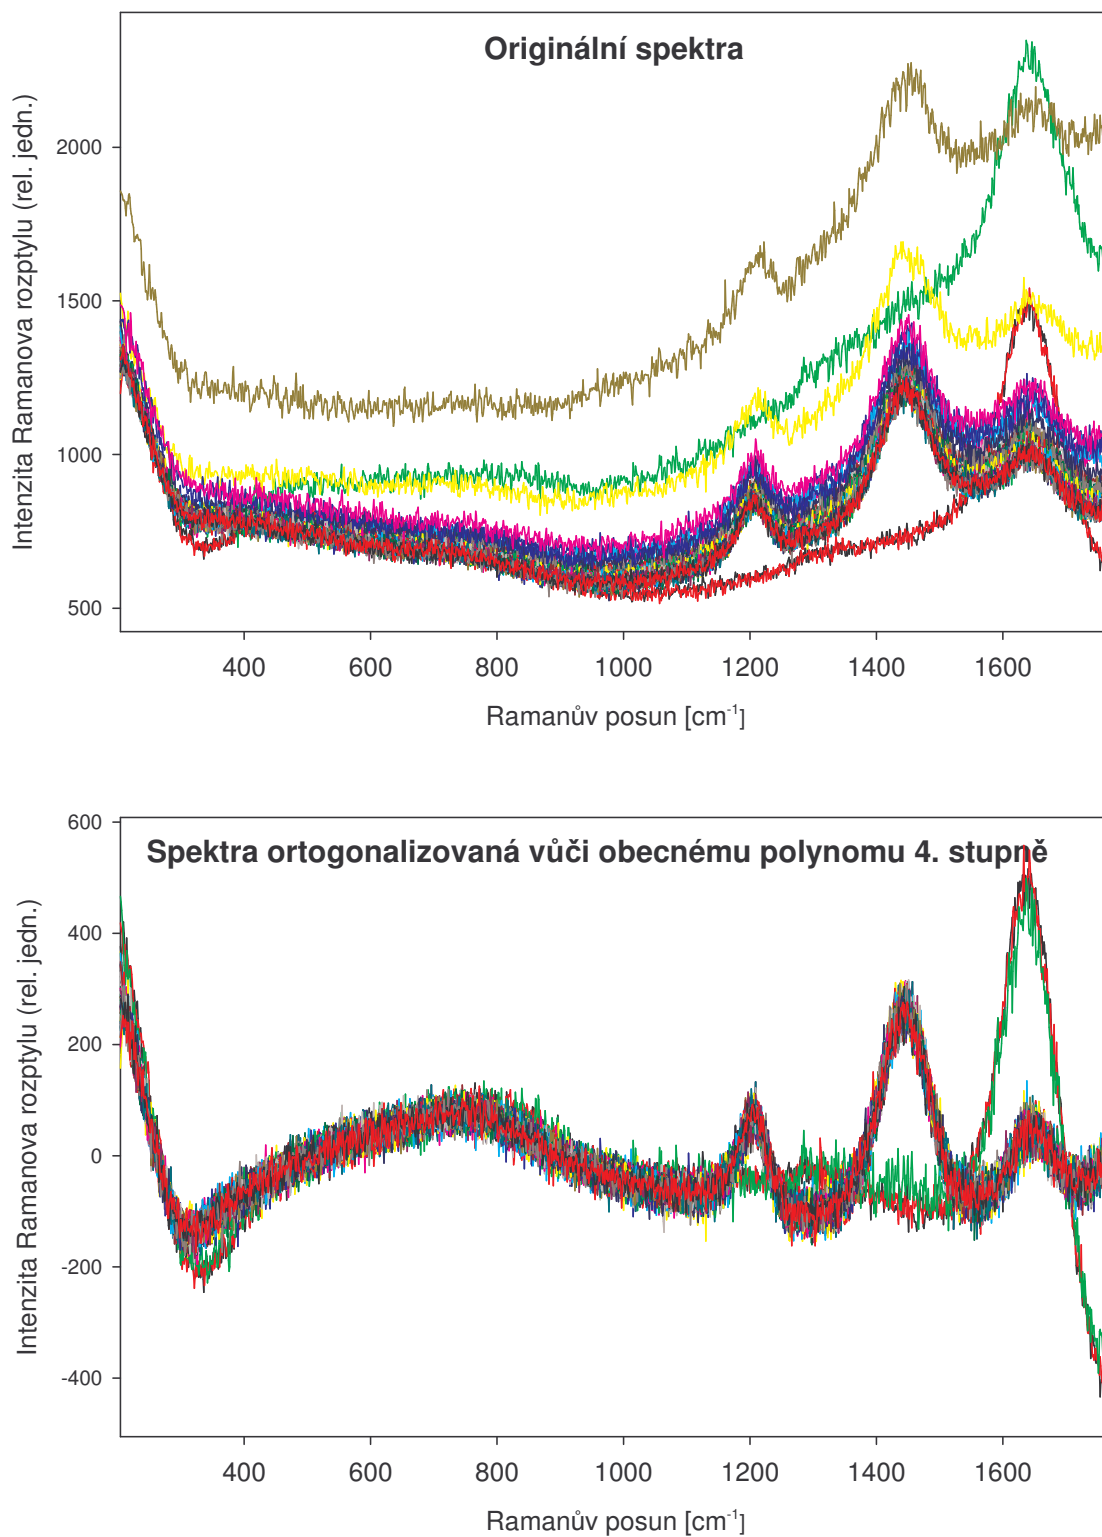 Originální spektra
Intenzita Ramanova rozptylu (rel. jedn.)
2000
1500
1000
500
400 600 800 1000 1200 1400 1600
Ramanův posun [cm⁻¹]
600
Spektra ortogonalizovaná vůči obecnému polynomu 4. stupně
Intenzita Ramanova rozptylu (rel. jedn.)
400
200
0
-200
-400
400 600 800 1000 1200 1400 1600
Ramanův posun [cm⁻¹]